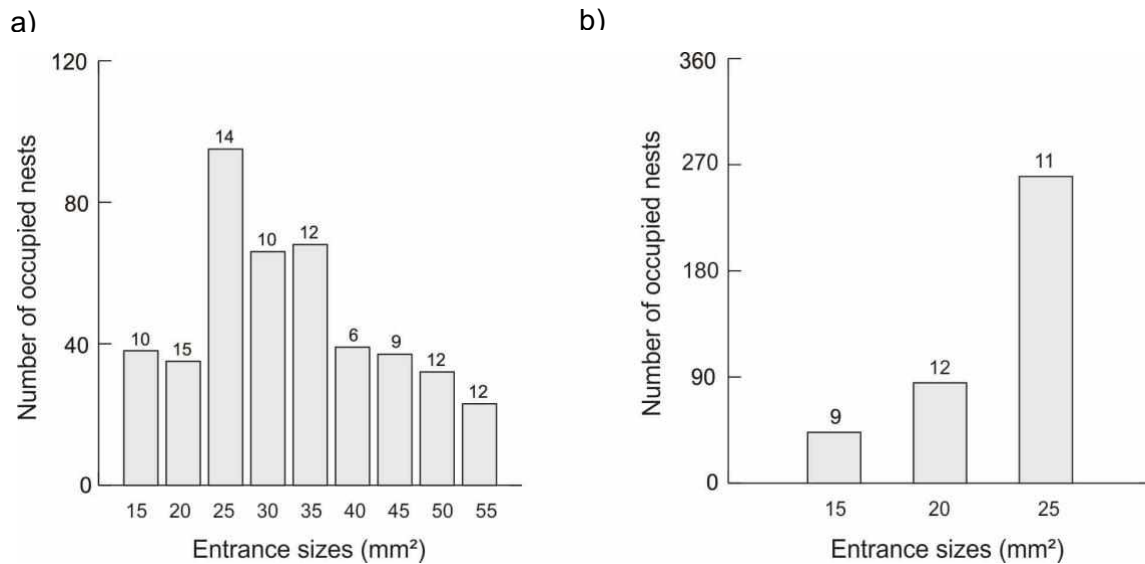 a)
Number of occupied nests
120
80
40
0
10
15
14
10
12
6
9
12
12
15 20 25 30 35 40 45 50 55
Entrance sizes (mm²)
b)
Number of occupied nests
360
270
180
90
0
9
12
11
15 20 25
Entrance sizes (mm²)